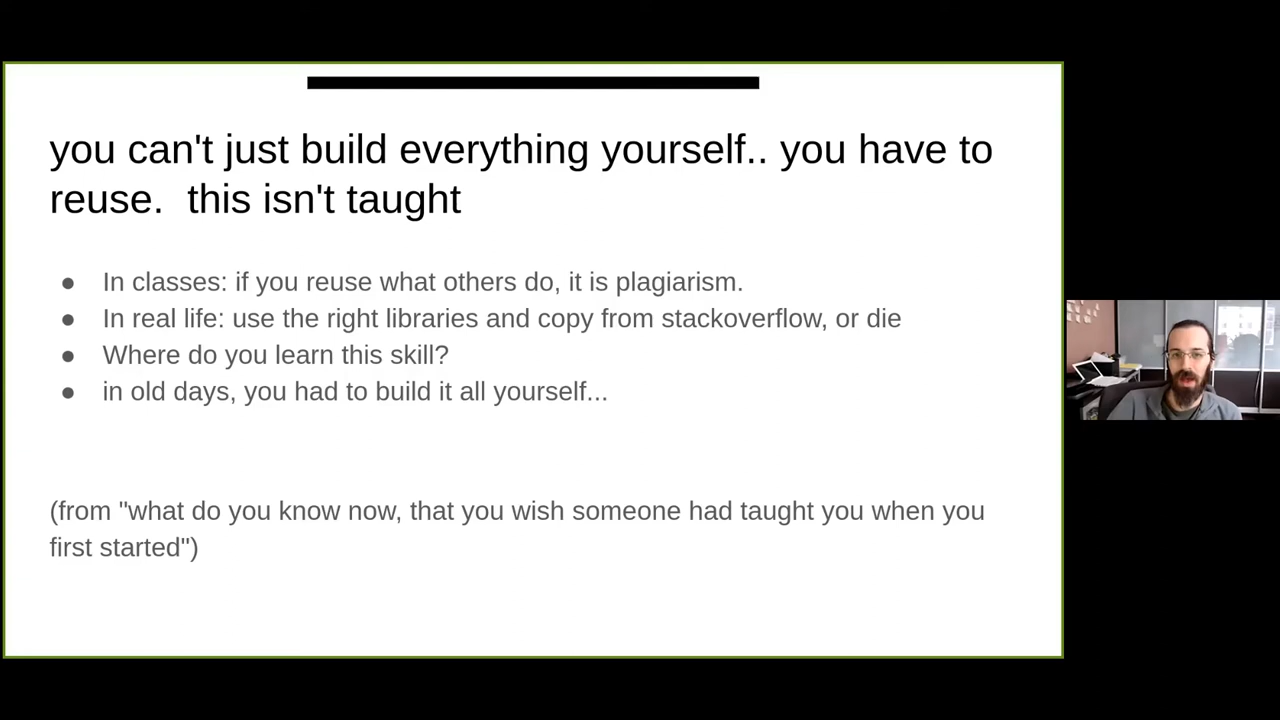 you can't just build everything yourself.. you have to
reuse.  this isn't taught
● In classes: if you reuse what others do, it is plagiarism.
● In real life: use the right libraries and copy from stackoverflow, or die
● Where do you learn this skill?
● in old days, you had to build it all yourself...
(from "what do you know now, that you wish someone had taught you when you
first started")